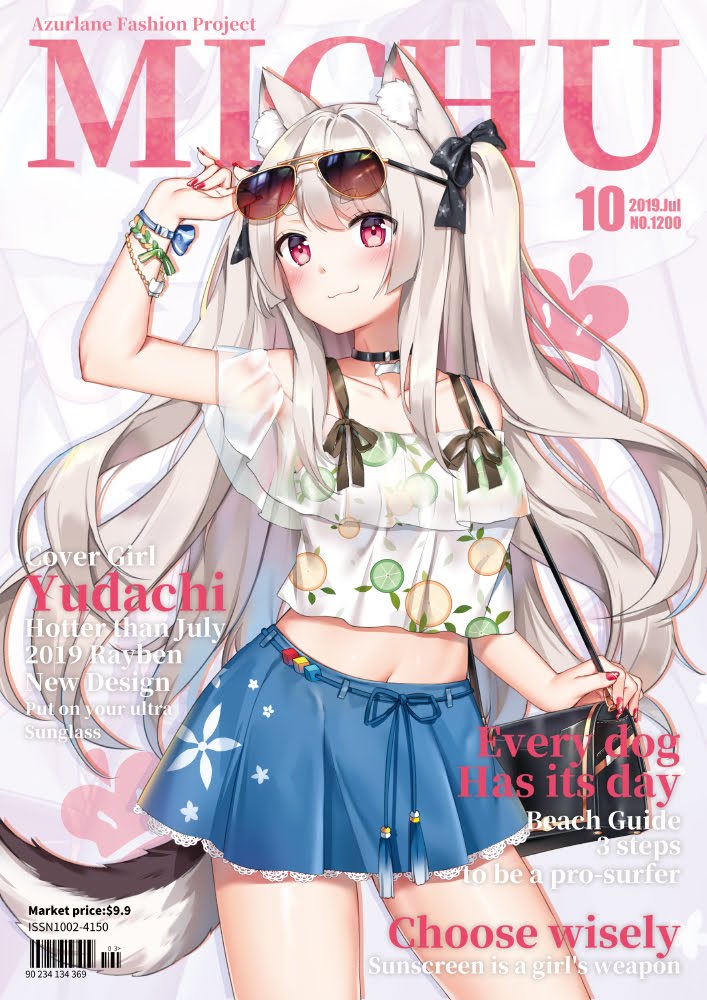 Azurlane Fashion Project
MICHU
10
2019.Jul
NO.1200
Cover Girl
Yudachi
Hotter than July
2019 Rayben
New Design
Put on your ultra
Sunglass
Every dog
Has its day
Beach Guide
3 steps
to be a pro-surfer
Market price:$9.9
ISSN1002-4150
03>
90 234 134 369
Choose wisely
Sunscreen is a girl's weapon